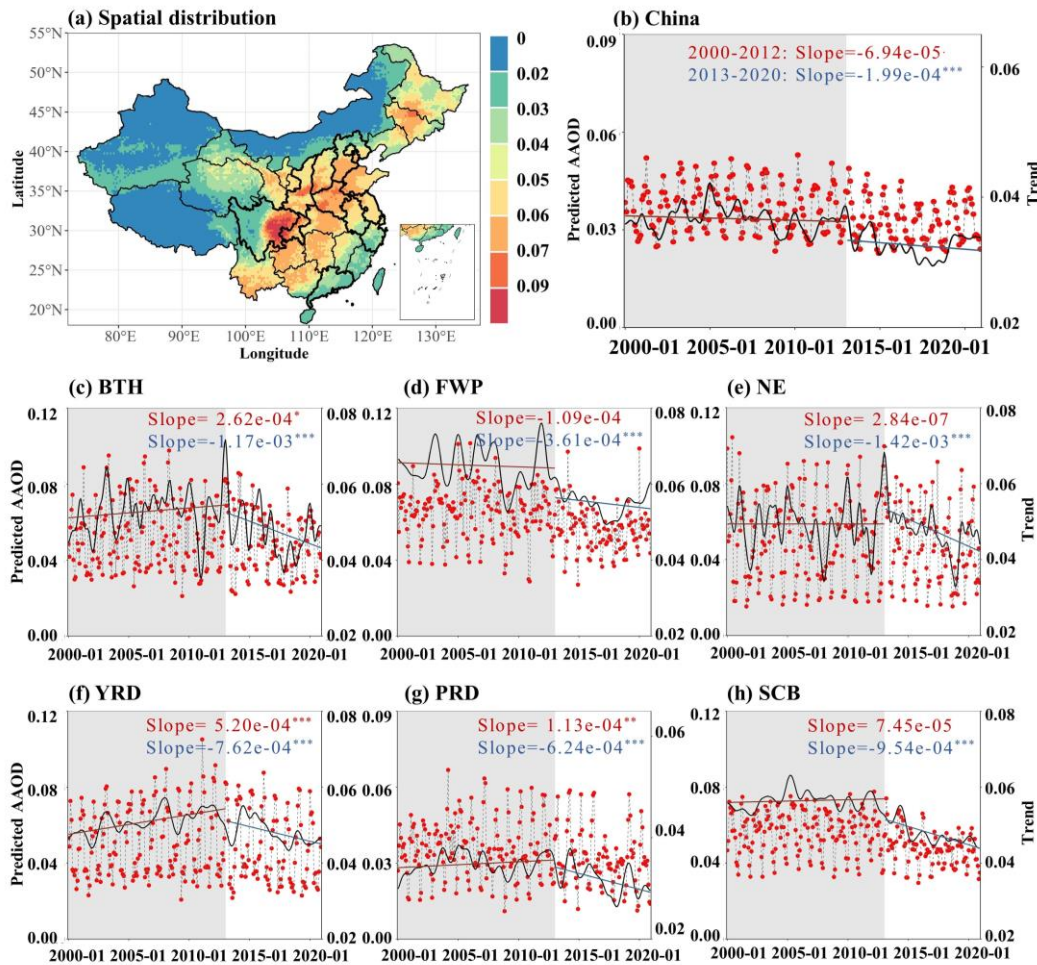 (a) Spatial distribution
55°N
50°N
45°N
40°N
35°N
30°N
25°N
20°N
Latitude
80°E 90°E 100°E 110°E 120°E 130°E
Longitude
0
0.02
0.03
0.04
0.05
0.06
0.07
0.09
(b) China
2000-2012: Slope=-6.94e-05.
2013-2020: Slope=-1.99e-04***
0.09
0.06
0.03
0.00
Predicted AAOD
0.06
0.04
0.02
Trend
2000-01 2005-01 2010-01 2015-01 2020-01
(c) BTH
Slope= 2.62e-04*
Slope=-1.17e-03***
0.12
0.08
0.04
0.00
Predicted AAOD
0.08
0.06
0.04
0.02
2000-01 2005-01 2010-01 2015-01 2020-01
(d) FWP
Slope=-1.09e-04
Slope=-3.61e-04***
0.12
0.08
0.04
0.00
0.08
0.06
0.04
0.02
2000-01 2005-01 2010-01 2015-01 2020-01
(e) NE
Slope= 2.84e-07
Slope=-1.42e-03***
0.12
0.08
0.04
0.00
0.08
0.06
0.04
0.02
Trend
2000-01 2005-01 2010-01 2015-01 2020-01
(f) YRD
Slope= 5.20e-04***
Slope=-7.62e-04***
0.12
0.08
0.04
0.00
Predicted AAOD
0.08
0.06
0.04
0.02
2000-01 2005-01 2010-01 2015-01 2020-01
(g) PRD
Slope= 1.13e-04**
Slope=-6.24e-04***
0.09
0.06
0.03
0.00
0.06
0.04
0.02
2000-01 2005-01 2010-01 2015-01 2020-01
(h) SCB
Slope= 7.45e-05
Slope=-9.54e-04***
0.12
0.08
0.04
0.00
0.08
0.06
0.04
0.02
Trend
2000-01 2005-01 2010-01 2015-01 2020-01